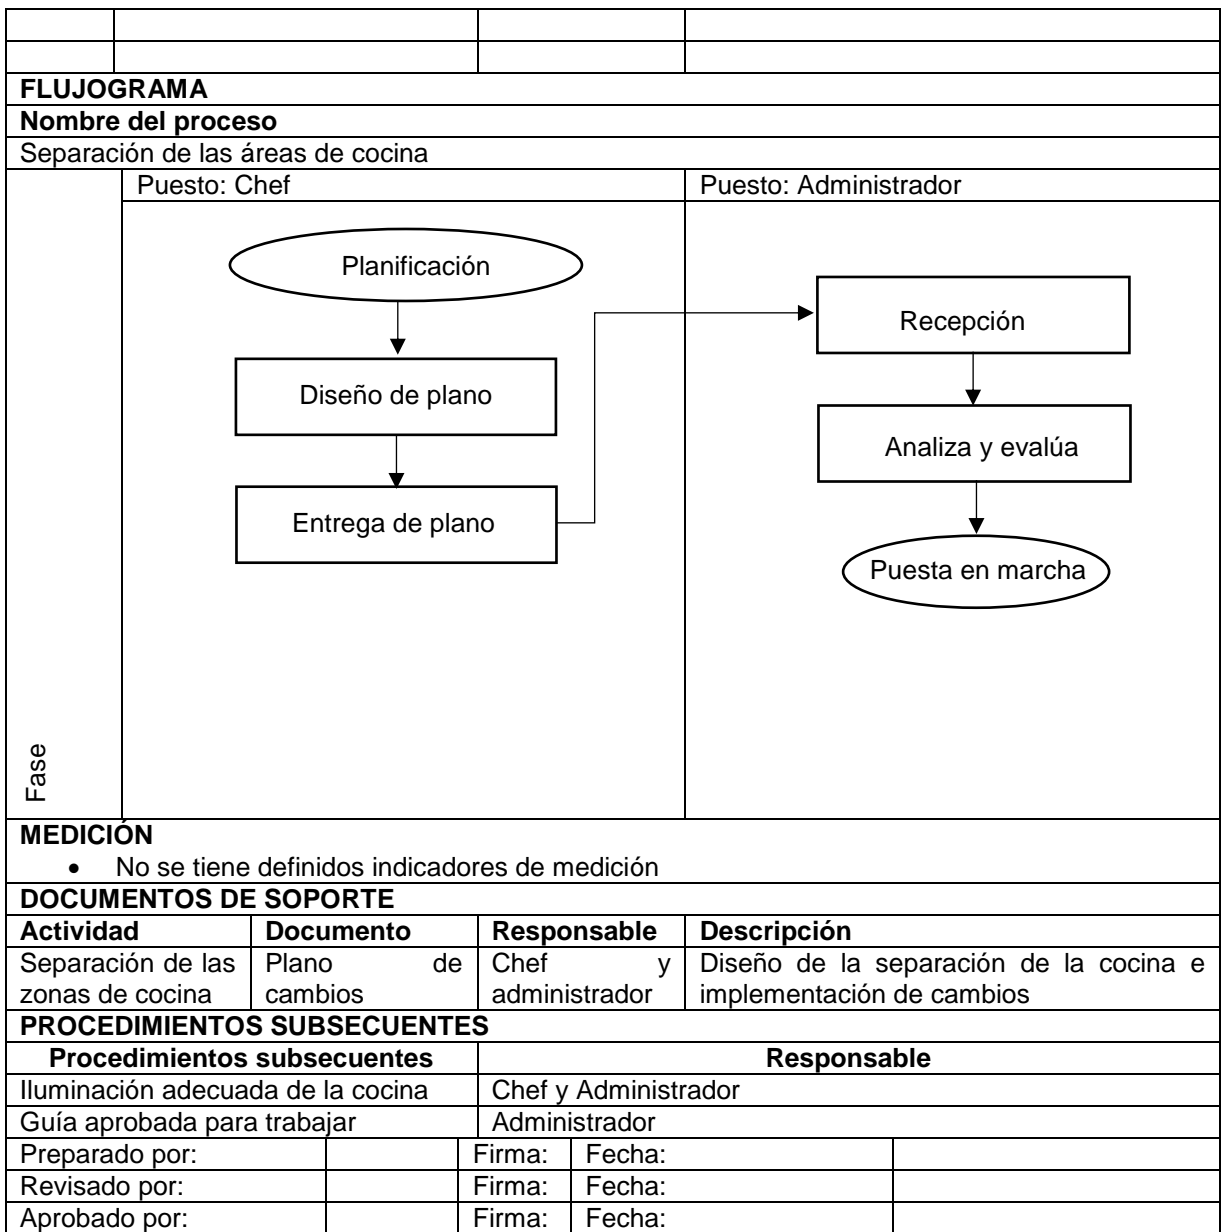 FLUJOGRAMA
Nombre del proceso
Separación de las áreas de cocina
Fase
Puesto: Chef
Puesto: Administrador
Planificación
Diseño de plano
Entrega de plano
Recepción
Analiza y evalúa
Puesta en marcha
MEDICIÓN
• No se tiene definidos indicadores de medición
DOCUMENTOS DE SOPORTE
Actividad Documento Responsable Descripción
Separación de las Plano de Chef y Diseño de la separación de la cocina e
zonas de cocina cambios administrador implementación de cambios
PROCEDIMIENTOS SUBSECUENTES
Procedimientos subsecuentes Responsable
Iluminación adecuada de la cocina Chef y Administrador
Guía aprobada para trabajar Administrador
Preparado por: Firma: Fecha:
Revisado por: Firma: Fecha:
Aprobado por: Firma: Fecha: